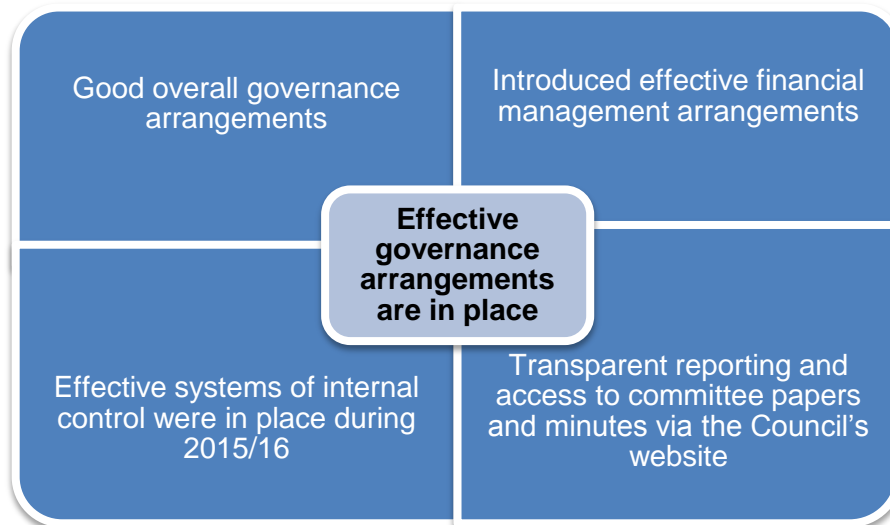 Good overall governance
arrangements
Introduced effective financial
management arrangements
Effective
governance
arrangements
are in place
Effective systems of internal
control were in place during
2015/16
Transparent reporting and
access to committee papers
and minutes via the Council's
website